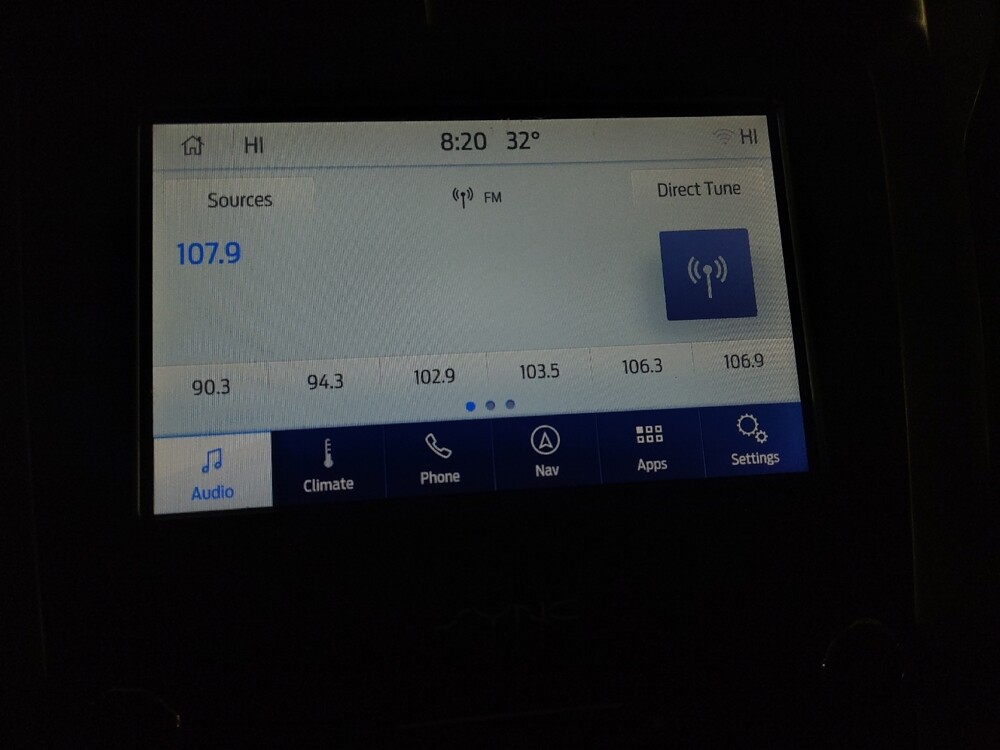 HI 8:20 32° HI
Sources FM Direct Tune
107.9
90.3 94.3 102.9 103.5 106.3 106.9
Audio Climate Phone Nav Apps Settings
SYNC